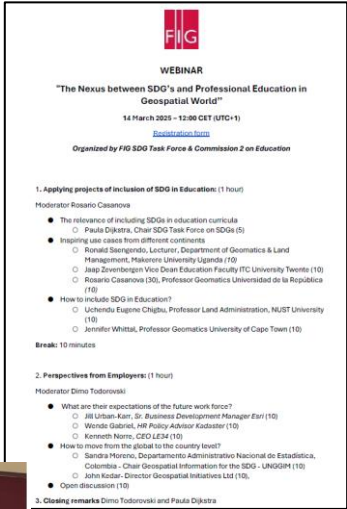 FIG
WEBINAR
"The Nexus between SDG's and Professional Education in
Geospatial World"
14 March 2025 – 12:00 CET (UTC+1)
Registration form
Organized by FIG SDG Task Force & Commission 2 on Education
1. Applying projects of inclusion of SDG in Education: (1 hour)
Moderator Rosario Casanova
● The relevance of including SDGs in education curricula
○ Paula Dijkstra, Chair SDG Task Force on SDGs (5)
● Inspiring use cases from different continents
○ Ronald Ssengendo, Lecturer, Department of Geomatics & Land
Management, Makerere University Uganda (10)
○ Jaap Zevenbergen Vice Dean Education Faculty ITC University Twente (10)
○ Rosario Casanova (30), Professor Geomatics Universidad de la República
(10)
● How to include SDG in Education?
○ Uchendu Eugene Chigbu, Professor Land Administration, NUST University
(10)
○ Jennifer Whittal, Professor Geomatics University of Cape Town (10)
Break: 10 minutes
2. Perspectives from Employers: (1 hour)
Moderator Dimo Todorovski
● What are their expectations of the future work force?
○ Jill Urban-Karr, Sr. Business Development Manager Esri (10)
○ Wende Gabriel, HR Policy Advisor Kadaster (10)
○ Kenneth Norre, CEO LE34 (10)
● How to move from the global to the country level?
○ Sandra Moreno, Departamento Administrativo Nacional de Estadística,
Colombia - Chair Geospatial Information for the SDG - UNGGIM (10)
○ John Kedar- Director Geospatial Initiatives Ltd (10),
● Open discussion (10)
3. Closing remarks Dimo Todorovski and Paula Dijkstra